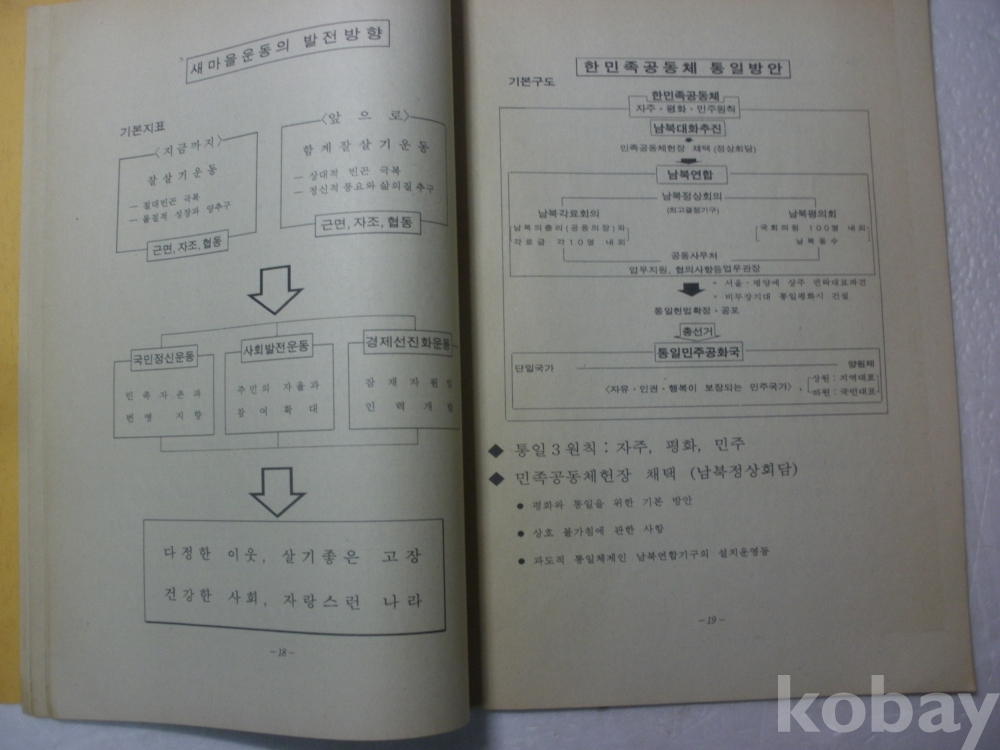 새마을운동의 발전방향
기본지표
〈지금까지〉
잘살기운동
— 절대빈곤 극복
— 물질적 성장과 양추구
근면, 자조, 협동
〈앞으로〉
함께잘살기운동
— 상대적 빈곤 극복
— 정신적풍요와 삶의질추구
근면, 자조, 협동
국민정신운동
민족자존과
번영 지향
사회발전운동
주민의 자율과
참여확대
경제선진화운동
잠재자원및
인력개발
다정한 이웃, 살기좋은 고장
건강한 사회, 자랑스런 나라
-18-
한민족공동체 통일방안
기본구도
한민족공동체
자주·평화·민주원칙
남북대화추진
민족공동체헌장 채택(정상회담)
남북연합
남북정상회의
(최고결정기구)
남북각료회의
남북의총리(공동의장)외
각료급 각10명 내외
남북평의회
국회의원 100명 내외
남북동수
공동사무처
업무지원, 협의사항등업무관장
* 서울·평양에 상주 연락대표파견
* 비무장지대 통일평화시 건설
통일헌법확정·공포
총선거
통일민주공화국
단일국가
양원제
〈자유·인권·행복이 보장되는 민주국가〉
상원 : 지역대표
하원 : 국민대표
◆ 통일3원칙 : 자주, 평화, 민주
◆ 민족공동체헌장 채택 (남북정상회담)
● 평화와 통일을 위한 기본 방안
● 상호 불가침에 관한 사항
● 과도적 통일체제인 남북연합기구의 설치운영등
-19-
kobay